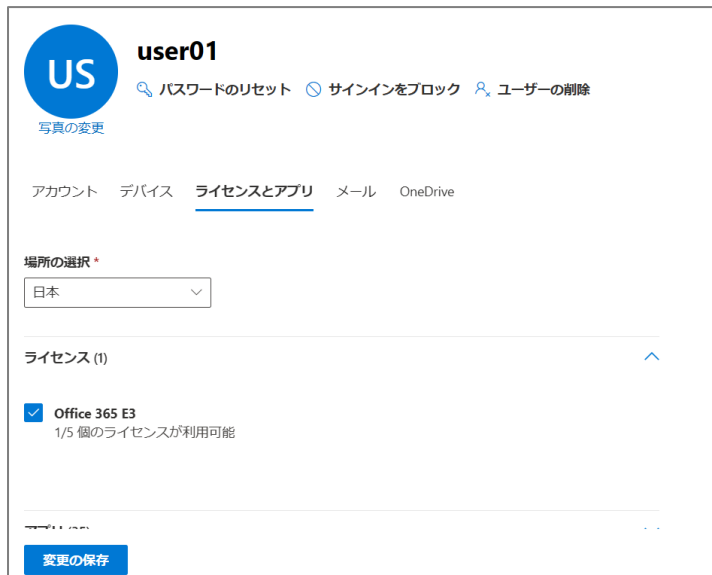 US
user01
パスワードのリセット サインインをブロック ユーザーの削除
写真の変更
アカウント デバイス ライセンスとアプリ メール OneDrive
場所の選択 *
日本
ライセンス (1)
Office 365 E3
1/5 個のライセンスが利用可能
変更の保存